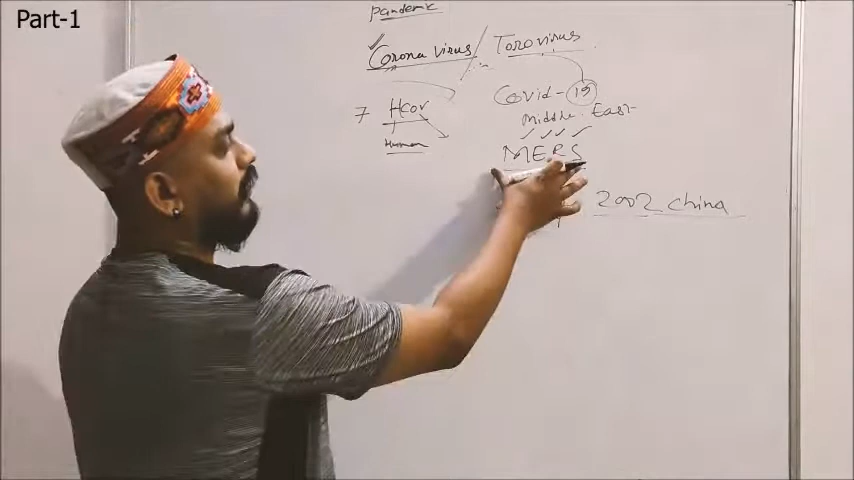 Part-1
pandemic
Corona virus / Torovirus
Covid-19
7 HCov
Middle East
Human
MERS
2002 China